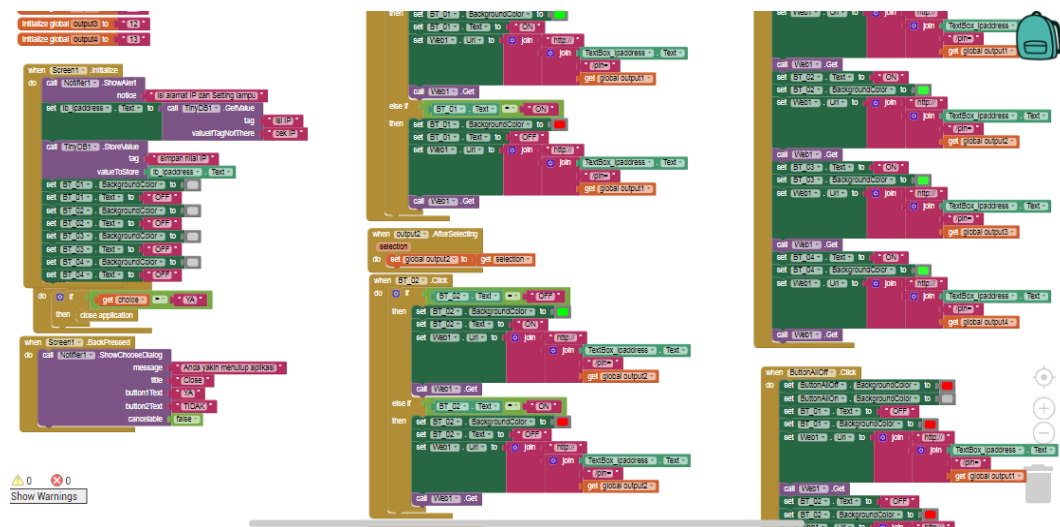 initialize global output3 to " 12 "
initialize global output4 to " 13 "
when Screen1 .Initialize
do call Notifier1 .ShowAlert
notice " Isi alamat IP dan Setting lampu "
set lb_Ipaddress . Text to call TinyDB1 .GetValue
tag " isi IP "
valueIfTagNotThere " cek IP "
call TinyDB1 .StoreValue
tag " simpan nilai IP "
valueToStore lb_Ipaddress . Text
set BT_01 . BackgroundColor to
set BT_01 . Text to " OFF "
set BT_02 . BackgroundColor to
set BT_02 . Text to " OFF "
set BT_03 . BackgroundColor to
set BT_03 . Text to " OFF "
set BT_04 . BackgroundColor to
set BT_04 . Text to " OFF "
do if get choice = " YA "
then close application
when Screen1 .BackPressed
do call Notifier1 .ShowChooseDialog
message " Anda yakin menutup aplikasi "
title " Close "
button1Text " YA "
button2Text " TIDAK "
cancelable false
0 0
Show Warnings
then set BT_01 . BackgroundColor to
set BT_01 . Text to " ON "
set Web1 . Url to join " http:// "
join TextBox_Ipaddress . Text
" /pin= "
get global output1
call Web1 .Get
else if BT_01 . Text = " ON "
then set BT_01 . BackgroundColor to
set BT_01 . Text to " OFF "
set Web1 . Url to join " http:// "
join TextBox_Ipaddress . Text
" /pin= "
get global output1
call Web1 .Get
when output2 .AfterSelecting
selection
do set global output2 to get selection
when BT_02 .Click
do if BT_02 . Text = " OFF "
then set BT_02 . BackgroundColor to
set BT_02 . Text to " ON "
set Web1 . Url to join " http:// "
join TextBox_Ipaddress . Text
" /pin= "
get global output2
call Web1 .Get
else if BT_02 . Text = " ON "
then set BT_02 . BackgroundColor to
set BT_02 . Text to " OFF "
set Web1 . Url to join " http:// "
join TextBox_Ipaddress . Text
" /pin= "
get global output2
call Web1 .Get
set Web1 . Url to join " http:// "
join TextBox_Ipaddress .
" /pin= "
get global output1
call Web1 .Get
set BT_02 . Text to " ON "
set BT_02 . BackgroundColor to
set Web1 . Url to join " http:// "
join TextBox_Ipaddress . Text
" /pin= "
get global output2
call Web1 .Get
set BT_03 . Text to " ON "
set BT_03 . BackgroundColor to
set Web1 . Url to join " http:// "
join TextBox_Ipaddress . Text
" /pin= "
get global output3
call Web1 .Get
set BT_04 . Text to " ON "
set BT_04 . BackgroundColor to
set Web1 . Url to join " http:// "
join TextBox_Ipaddress . Text
" /pin= "
get global output4
call Web1 .Get
when ButtonAllOff .Click
do set ButtonAllOff . BackgroundColor to
set ButtonAllOn . BackgroundColor to
set BT_01 . Text to " OFF "
set BT_01 . BackgroundColor to
set Web1 . Url to join " http:// "
join TextBox_Ipaddress . Text
" /pin= "
get global output1
call Web1 .Get
set BT_02 . Text to " OFF "
set BT_02 . BackgroundColor to